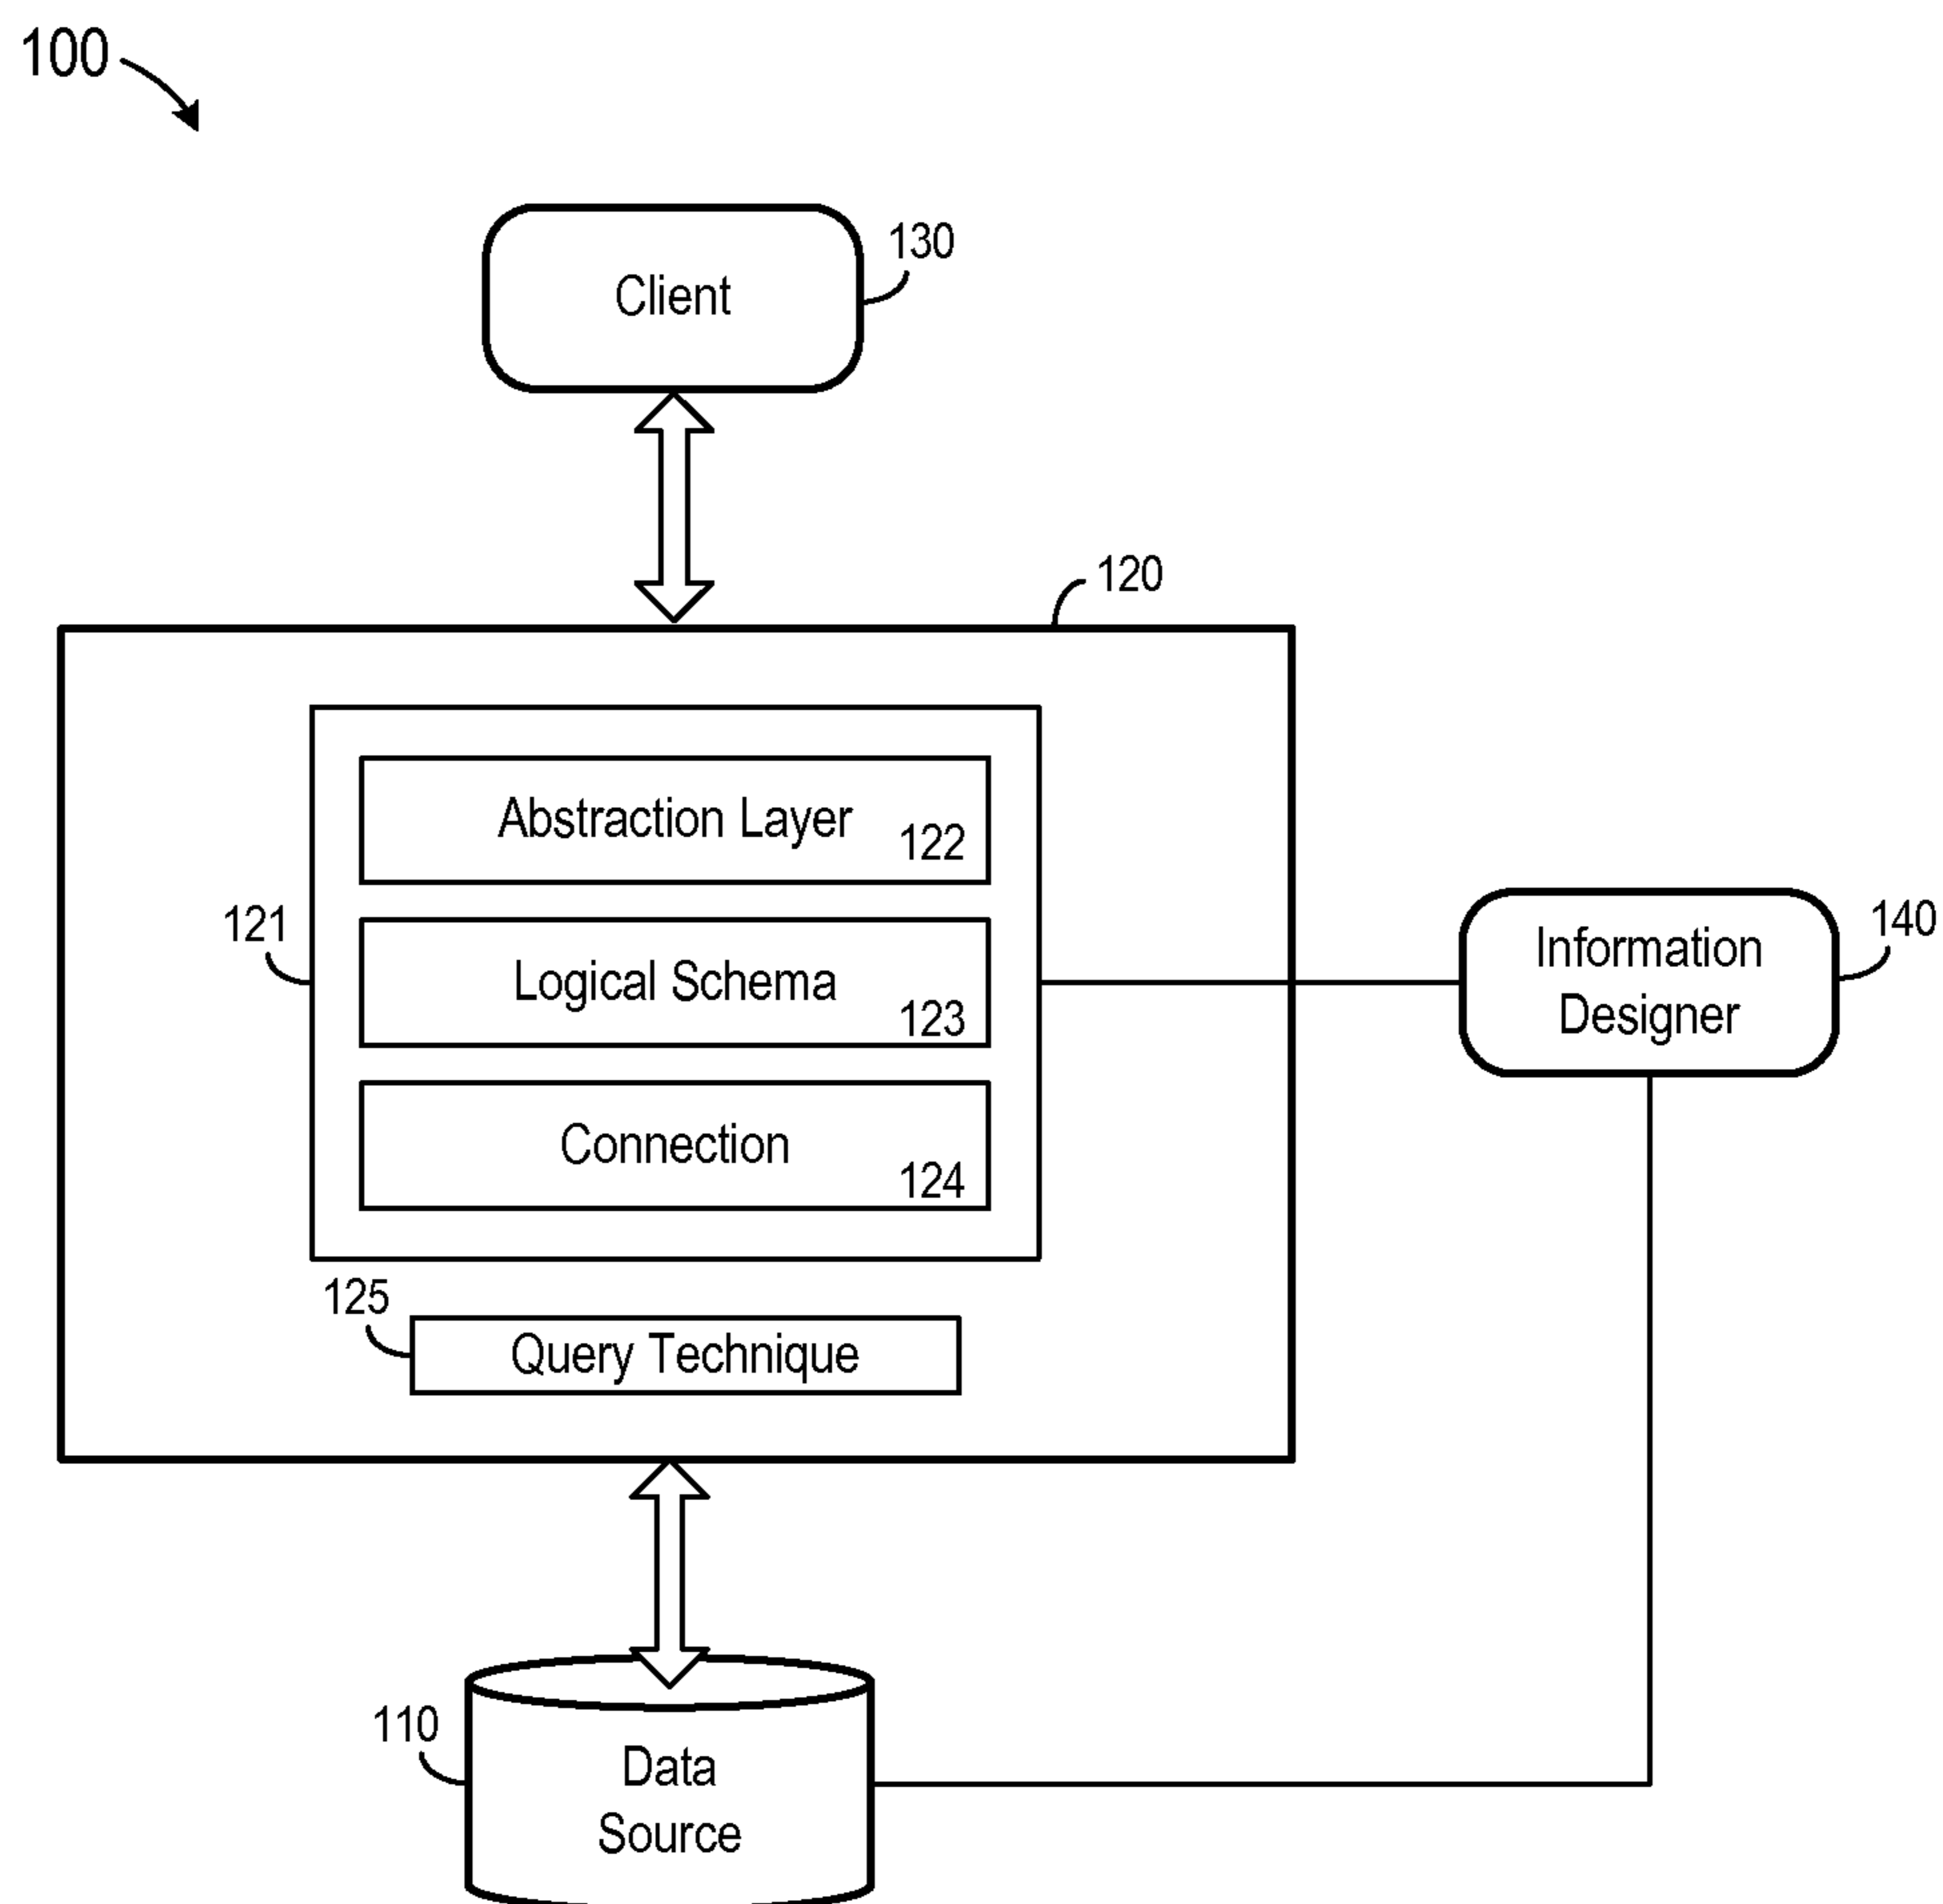 100
Client
130
120
Abstraction Layer
122
121
Logical Schema
123
Connection
124
Information
Designer
140
125
Query Technique
110
Data
Source